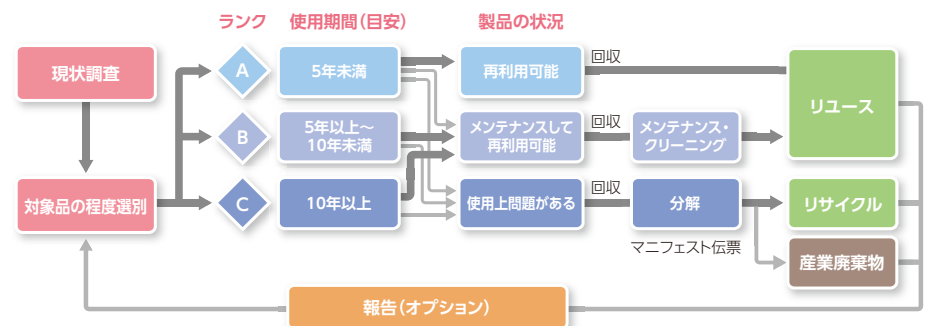 ランク
使用期間（目安）
製品の状況
現状調査
A
5年未満
再利用可能
回収
リユース
B
5年以上～
10年未満
メンテナンスして
再利用可能
回収
メンテナンス・
クリーニング
対象品の程度選別
C
10年以上
使用上問題がある
回収
分解
リサイクル
マニフェスト伝票
産業廃棄物
報告（オプション）